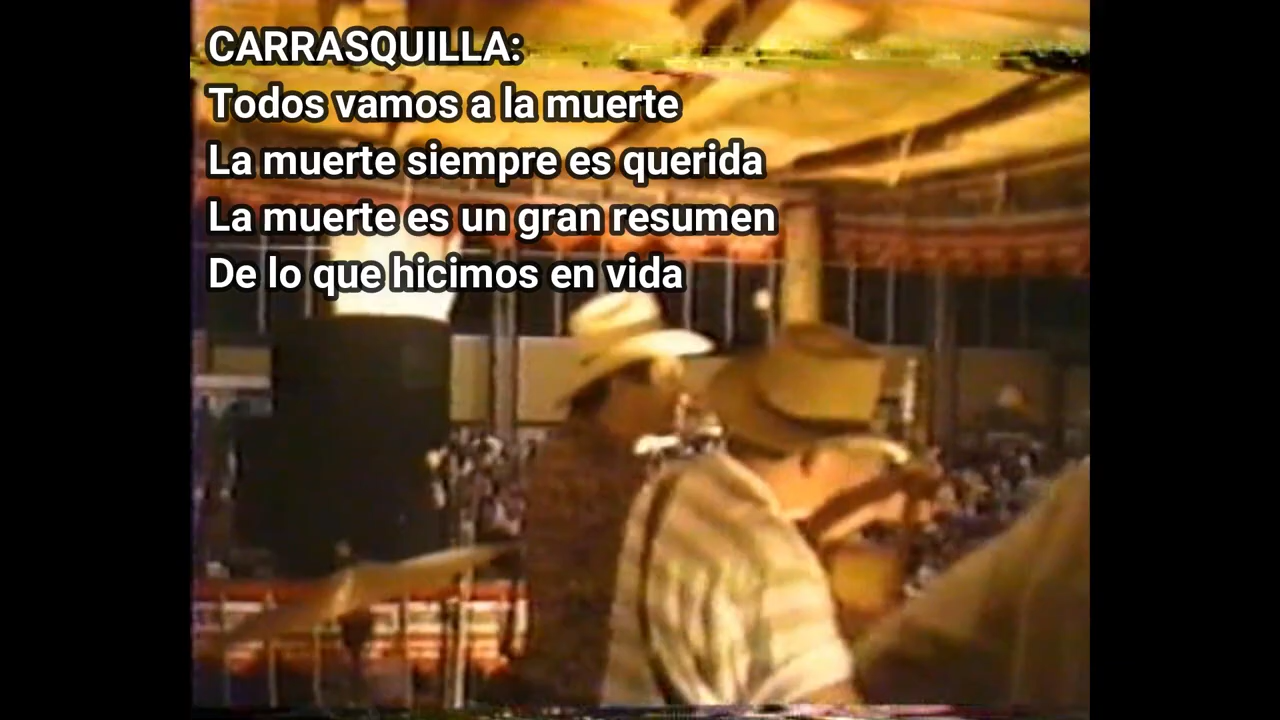 CARRASQUILLA:
Todos vamos a la muerte
La muerte siempre es querida
La muerte es un gran resumen
De lo que hicimos en vida